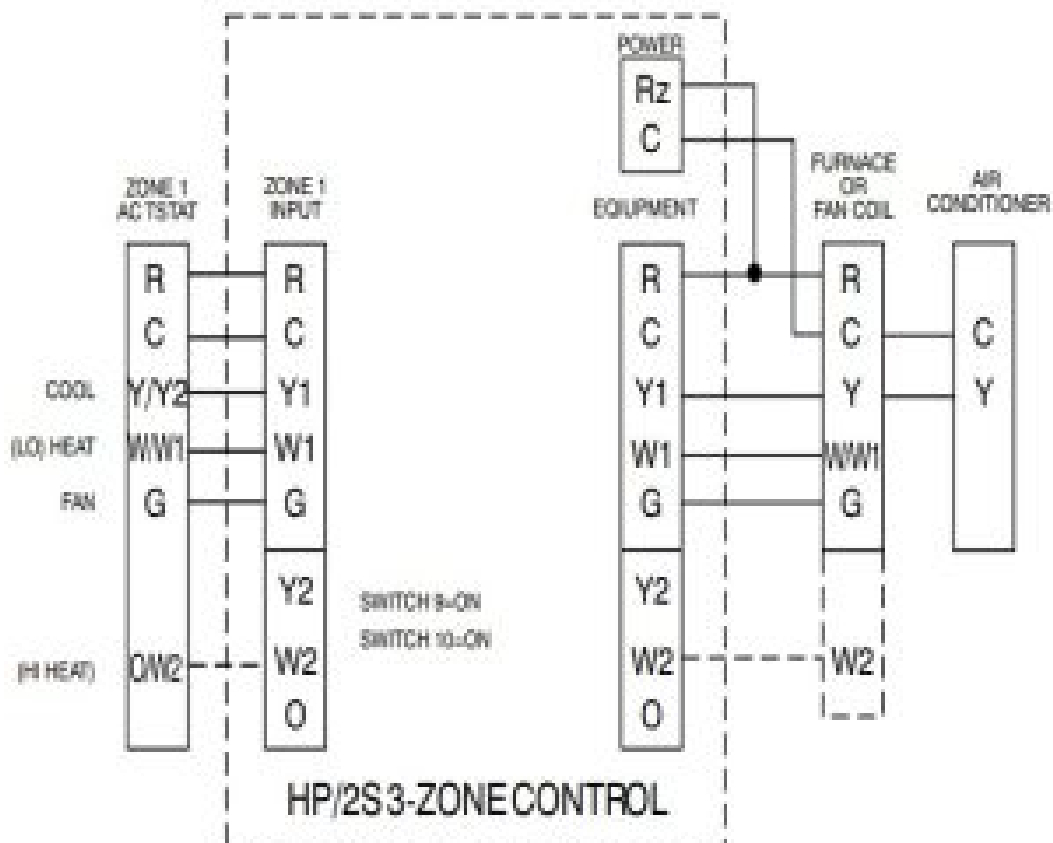 POWER
Rz
C
ZONE 1
AC TSTAT
ZONE 1
INPUT
EQIUPMENT
FURNACE
OR
FAN COIL
AIR
CONDITIONER
R
R
R
R
C
C
C
C
C
COOL
Y/Y2
Y1
Y1
Y
Y
(LO) HEAT
W/W1
W1
W1
W/W1
FAN
G
G
G
G
Y2
Y2
SWITCH 9=ON
SWITCH 10=ON
(HI HEAT)
O/W2
W2
W2
W2
O
O
HP/2S 3-ZONE CONTROL